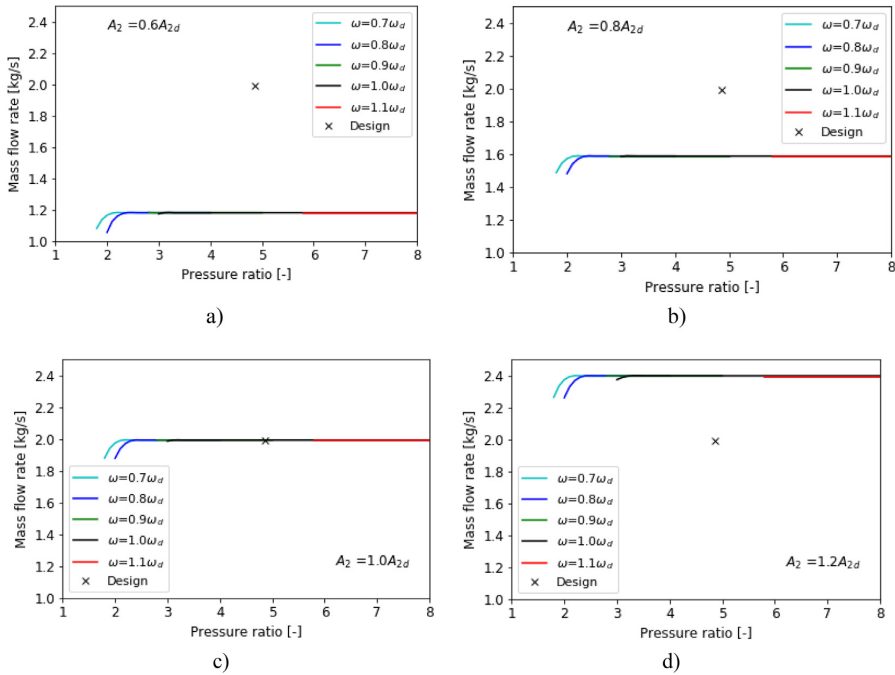 2.4
2.2
2.0
1.8
1.6
1.4
1.2
1.0
Mass flow rate [kg/s]
A2 =0.6A2d
ω=0.7ωd
ω=0.8ωd
ω=0.9ωd
ω=1.0ωd
ω=1.1ωd
Design
1 2 3 4 5 6 7 8
Pressure ratio [-]
a)
2.4
2.2
2.0
1.8
1.6
1.4
1.2
1.0
Mass flow rate [kg/s]
A2 =0.8A2d
ω=0.7ωd
ω=0.8ωd
ω=0.9ωd
ω=1.0ωd
ω=1.1ωd
Design
1 2 3 4 5 6 7 8
Pressure ratio [-]
b)
2.4
2.2
2.0
1.8
1.6
1.4
1.2
1.0
Mass flow rate [kg/s]
ω=0.7ωd
ω=0.8ωd
ω=0.9ωd
ω=1.0ωd
ω=1.1ωd
Design
A2 =1.0A2d
1 2 3 4 5 6 7 8
Pressure ratio [-]
c)
2.4
2.2
2.0
1.8
1.6
1.4
1.2
1.0
Mass flow rate [kg/s]
ω=0.7ωd
ω=0.8ωd
ω=0.9ωd
ω=1.0ωd
ω=1.1ωd
Design
A2 =1.2A2d
1 2 3 4 5 6 7 8
Pressure ratio [-]
d)